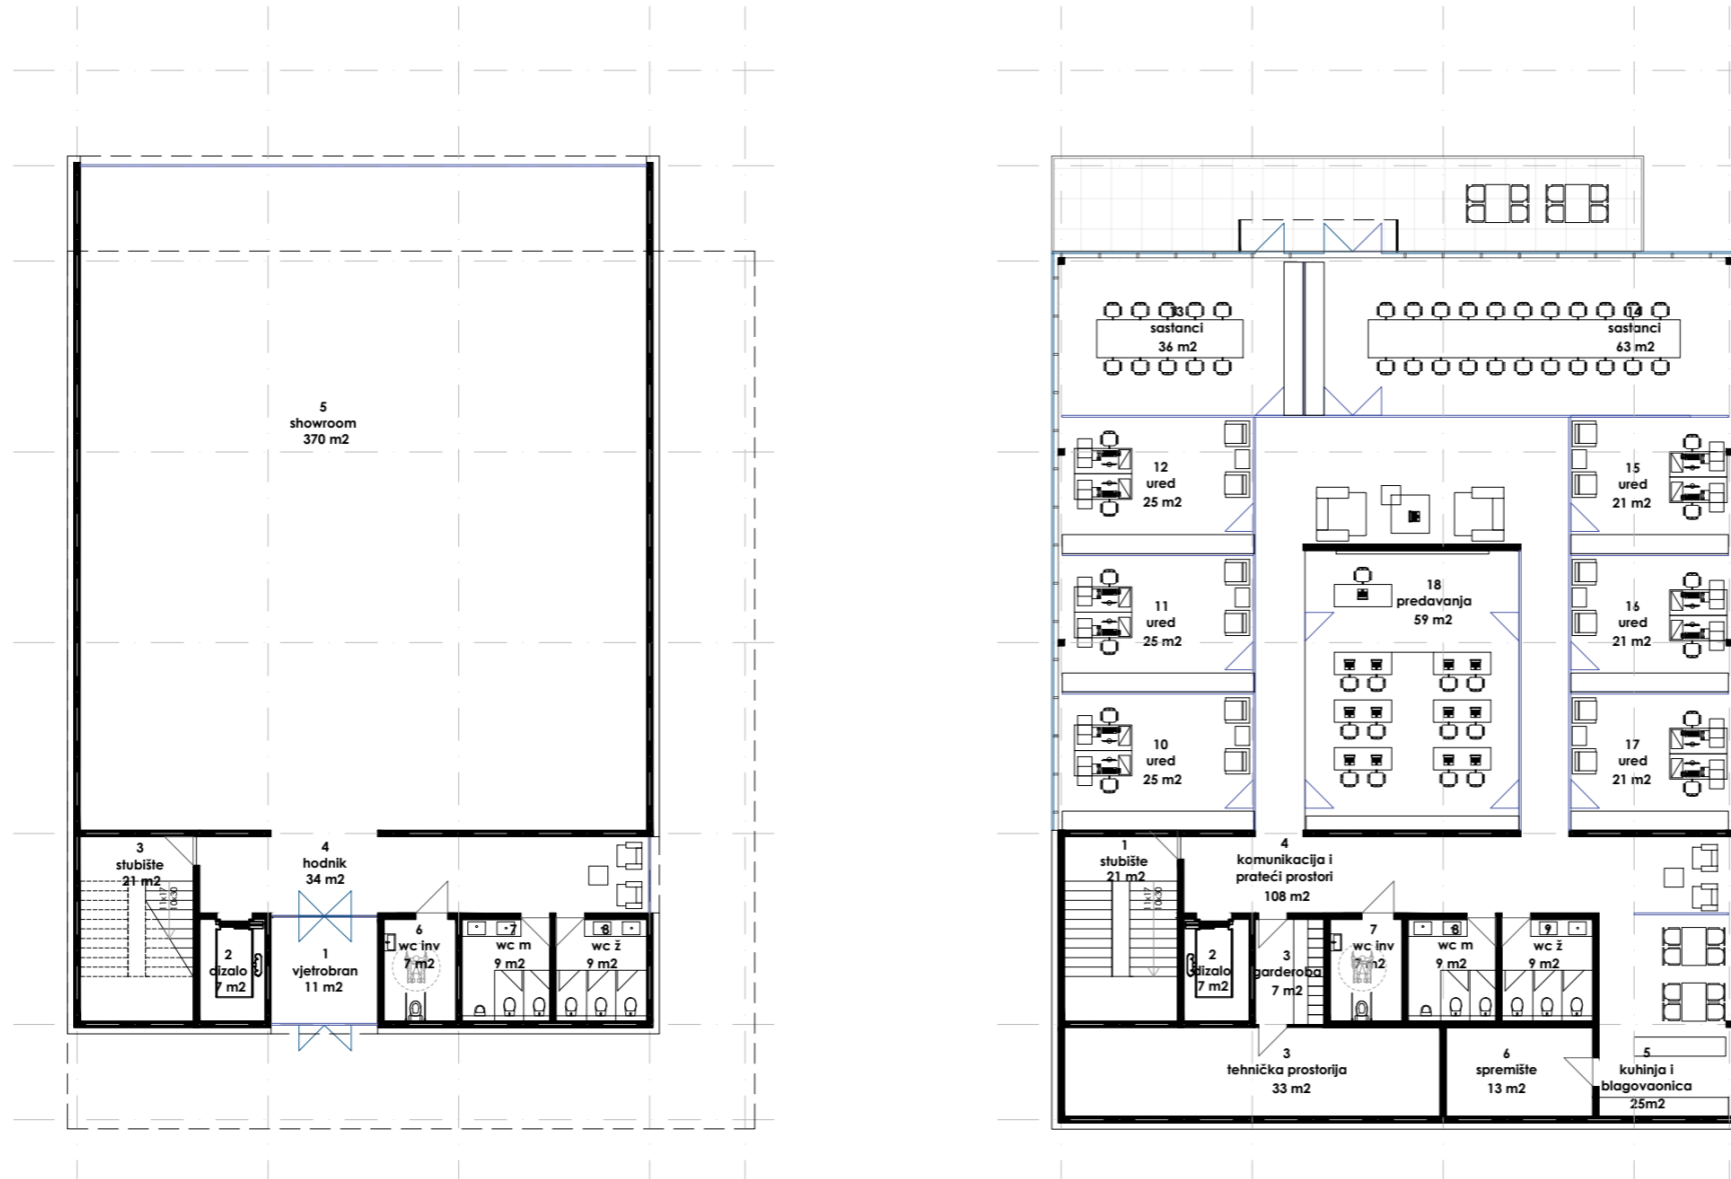 5
showroom
370 m2
3
stubište
21 m2
11x17
10x30
4
hodnik
34 m2
2
dizalo
7 m2
1
vjetrobran
11 m2
6
wc inv
7 m2
7
wc m
9 m2
8
wc ž
9 m2
13
sastanci
36 m2
14
sastanci
63 m2
12
ured
25 m2
15
ured
21 m2
11
ured
25 m2
18
predavanja
59 m2
16
ured
21 m2
10
ured
25 m2
17
ured
21 m2
1
stubište
21 m2
11x17
10x30
4
komunikacija i
prateći prostori
108 m2
2
dizalo
7 m2
3
garderoba
7 m2
7
wc inv
7 m2
8
wc m
9 m2
9
wc ž
9 m2
3
tehnička prostorija
33 m2
6
spremište
13 m2
5
kuhinja i
blagovaonica
25m2